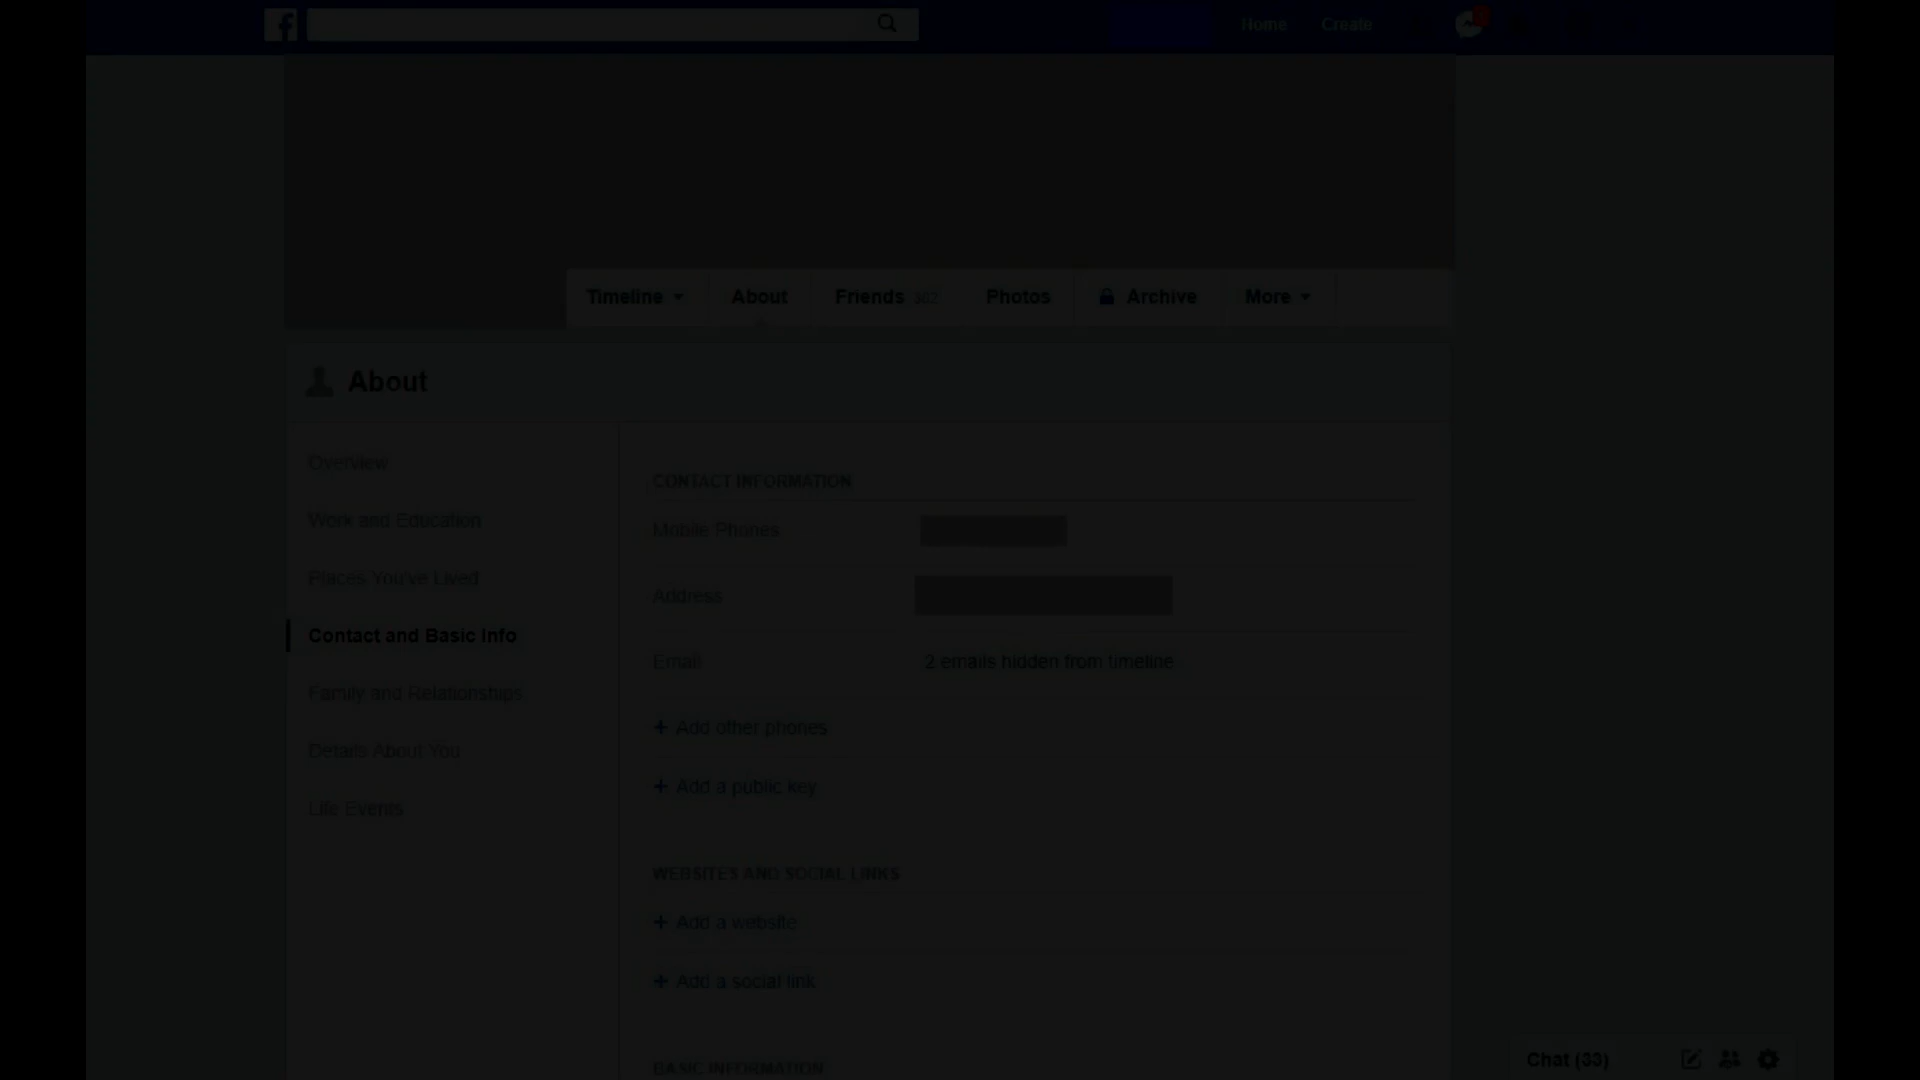 Home Create
Timeline About Friends 362 Photos Archive More
About
Overview
Work and Education
Places You've Lived
Contact and Basic Info
Family and Relationships
Details About You
Life Events
CONTACT INFORMATION
Mobile Phones
Address
Email 2 emails hidden from timeline
+ Add other phones
+ Add a public key
WEBSITES AND SOCIAL LINKS
+ Add a website
+ Add a social link
BASIC INFORMATION
Chat (33)